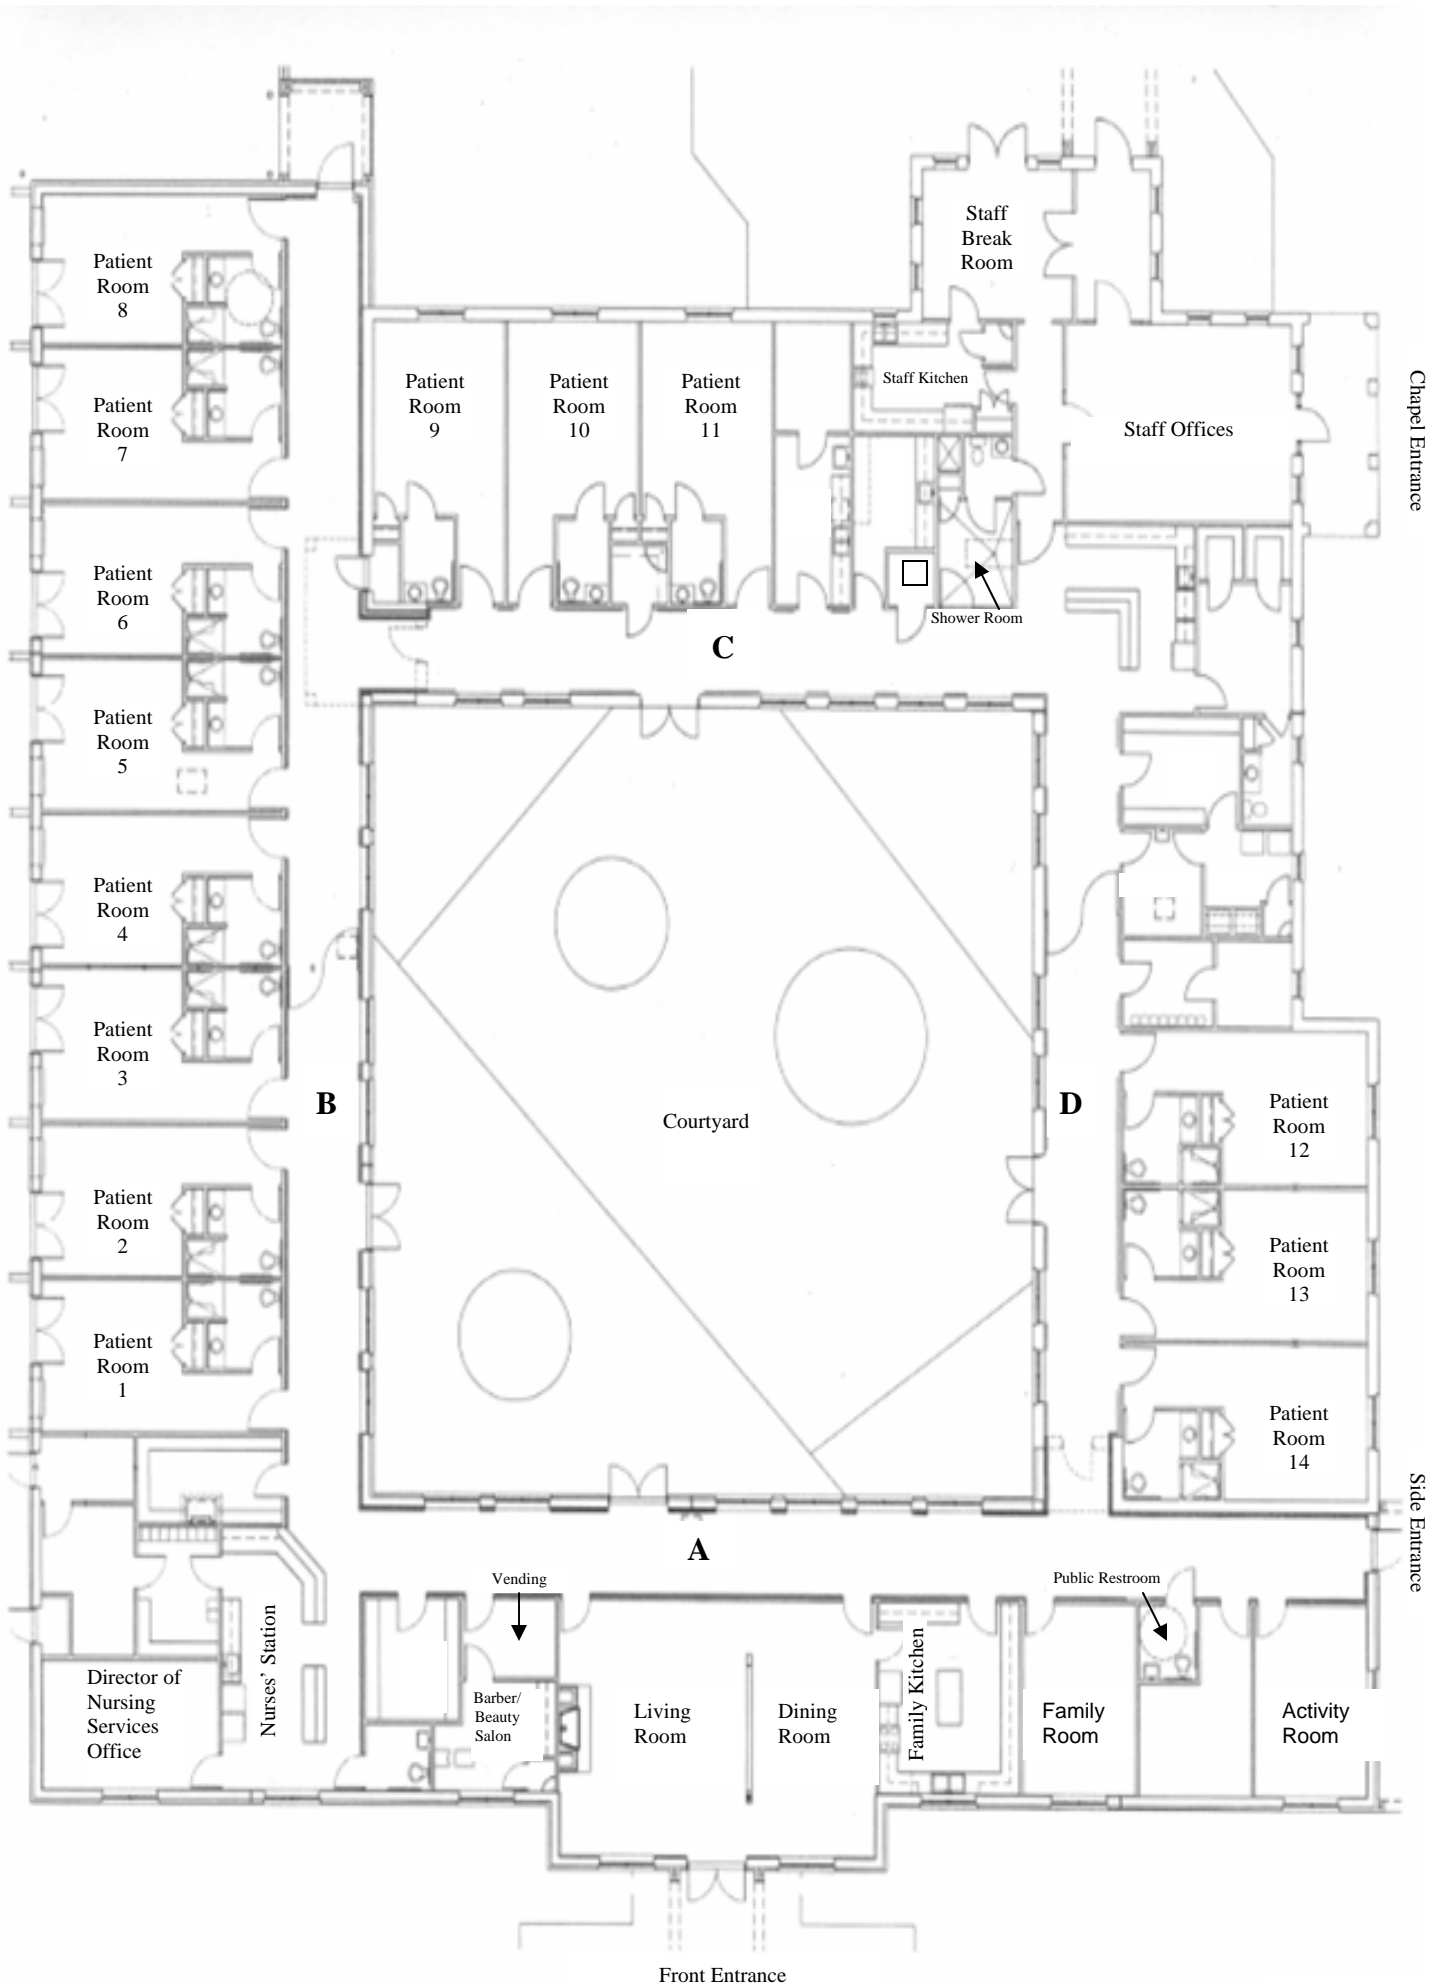 Staff
Break
Room
Patient
Room
8
Patient
Room
9
Patient
Room
10
Patient
Room
11
Staff Kitchen
Staff Offices
Chapel Entrance
Patient
Room
7
Patient
Room
6
Shower Room
C
Patient
Room
5
Patient
Room
4
Patient
Room
3
B
Courtyard
D
Patient
Room
12
Patient
Room
2
Patient
Room
13
Patient
Room
1
Patient
Room
14
Side Entrance
A
Vending
Public Restroom
Nurses' Station
Director of
Nursing
Services
Office
Barber/
Beauty
Salon
Living
Room
Dining
Room
Family Kitchen
Family
Room
Activity
Room
Front Entrance